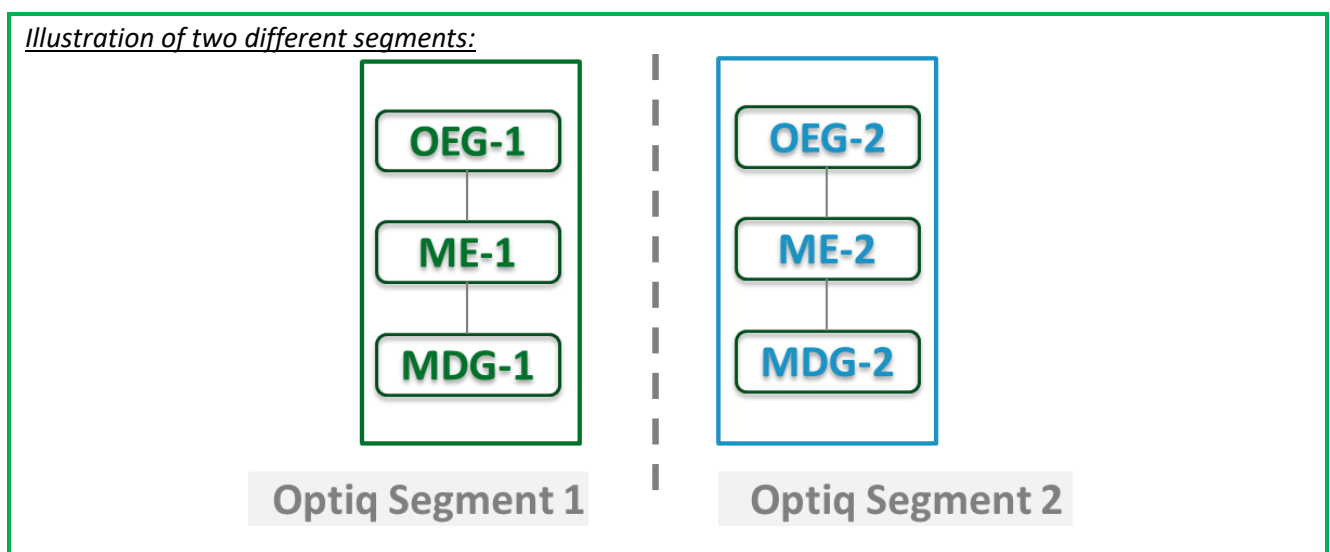 Illustration of two different segments:
OEG-1
ME-1
MDG-1
Optiq Segment 1
OEG-2
ME-2
MDG-2
Optiq Segment 2